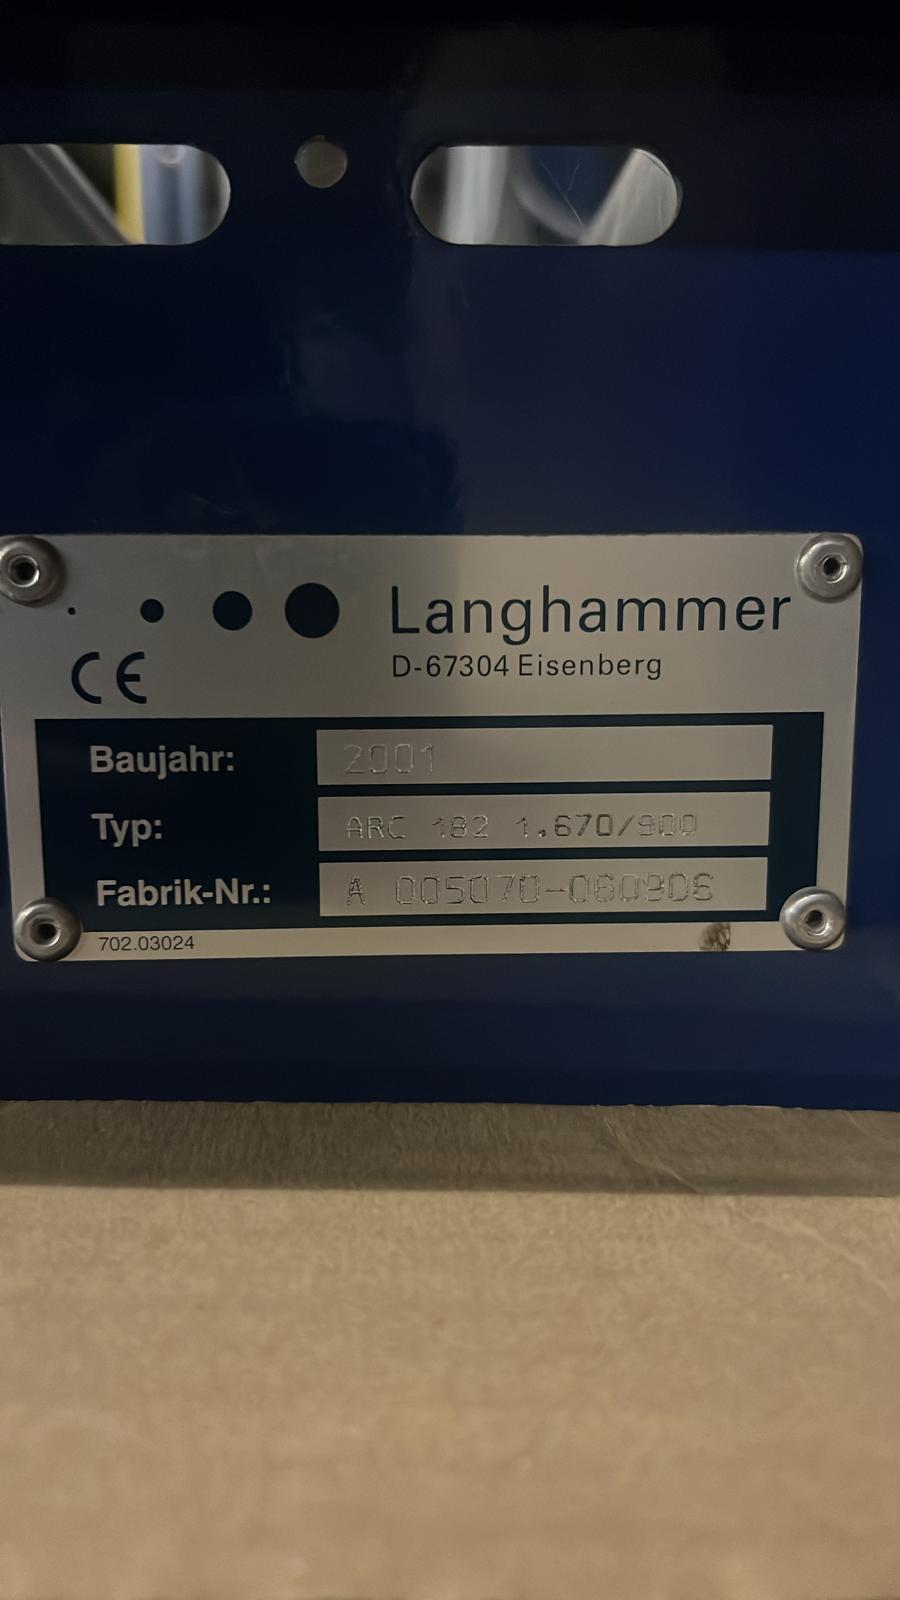 Langhammer
CE
D-67304 Eisenberg
Baujahr: 2001
Typ: ARC 182 1.670/900
Fabrik-Nr.: A 005070-060906
702.03024